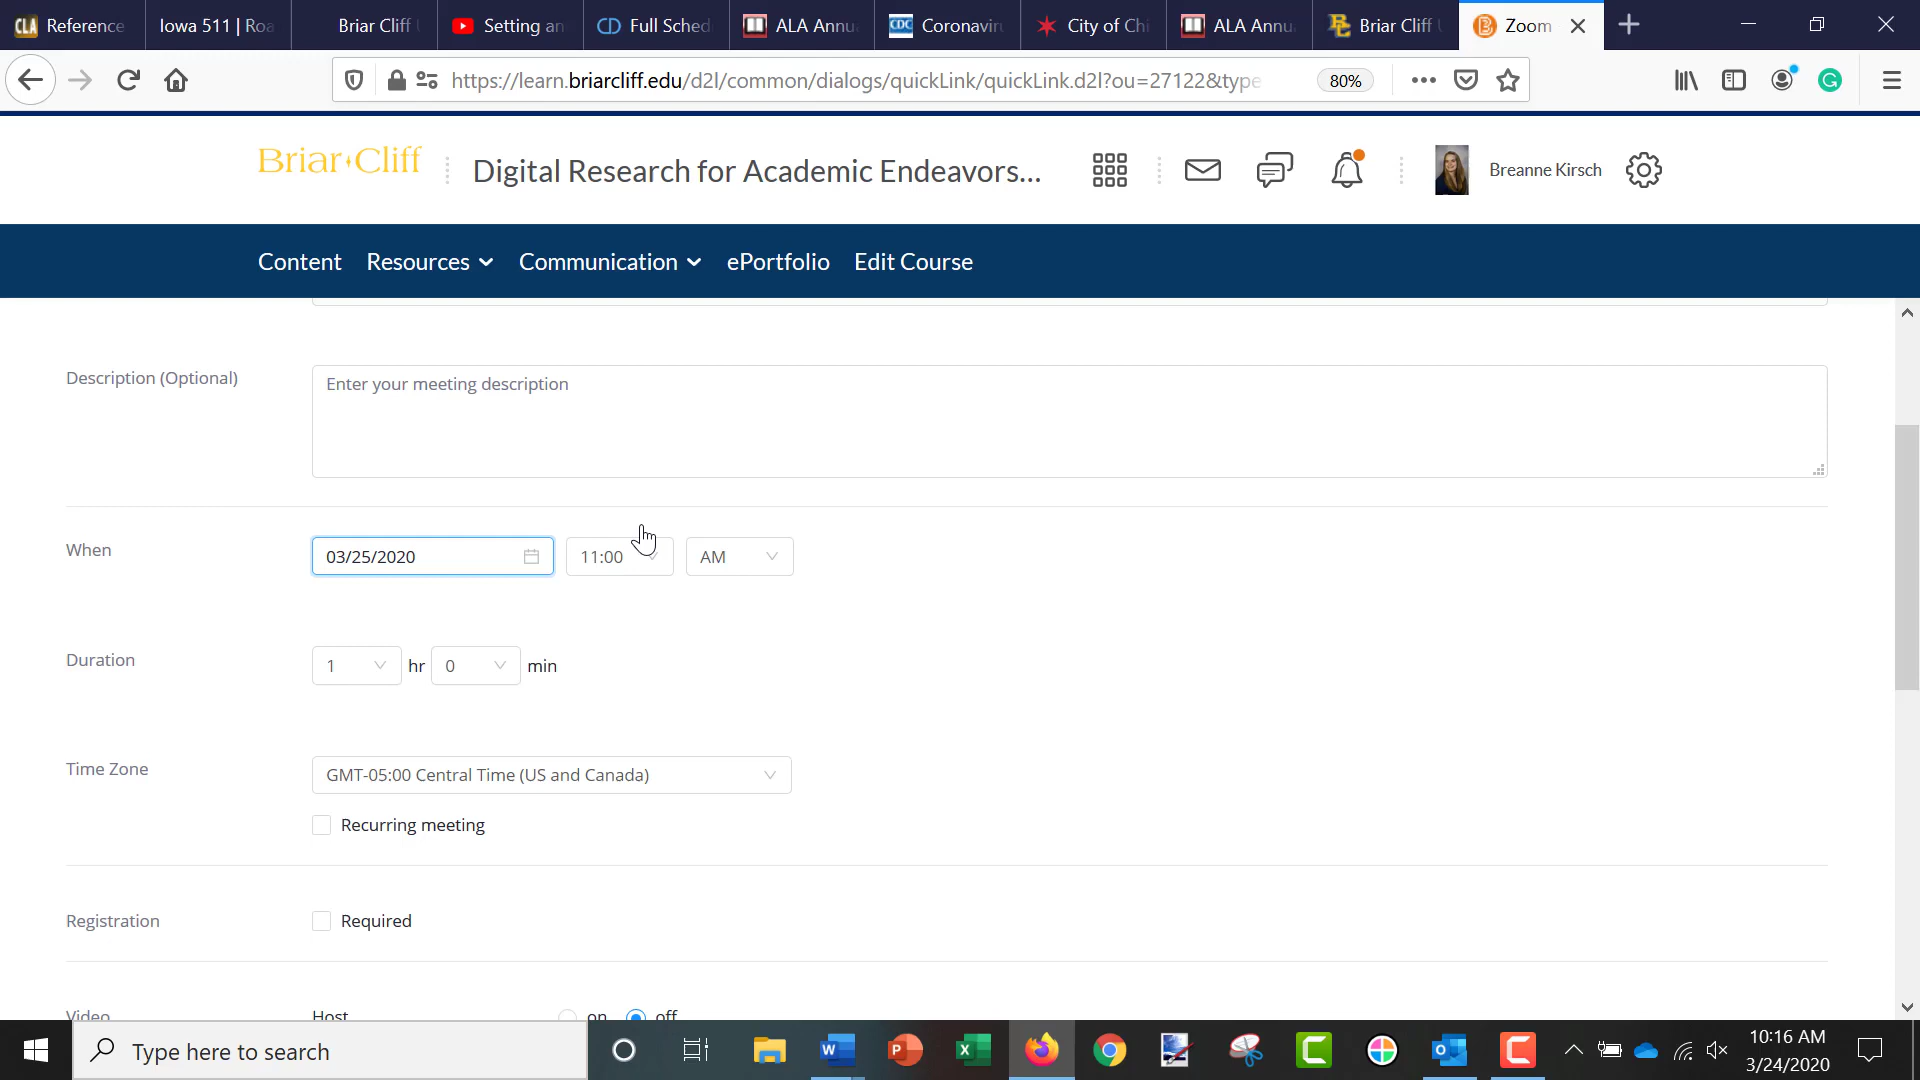 Reference
Iowa 511 | Roa
Briar Cliff
Setting an
Full Sched
ALA Annu
Coronaviru
City of Chi
ALA Annu
Briar Cliff
Zoom
https://learn.briarcliff.edu/d2l/common/dialogs/quickLink/quickLink.d2l?ou=27122&type
80%
Briar Cliff
Digital Research for Academic Endeavors...
Breanne Kirsch
Content
Resources
Communication
ePortfolio
Edit Course
Description (Optional)
Enter your meeting description
When
03/25/2020
11:00
AM
Duration
1
hr
0
min
Time Zone
GMT-05:00 Central Time (US and Canada)
Recurring meeting
Registration
Required
Video
Host
on
off
Type here to search
10:16 AM
3/24/2020